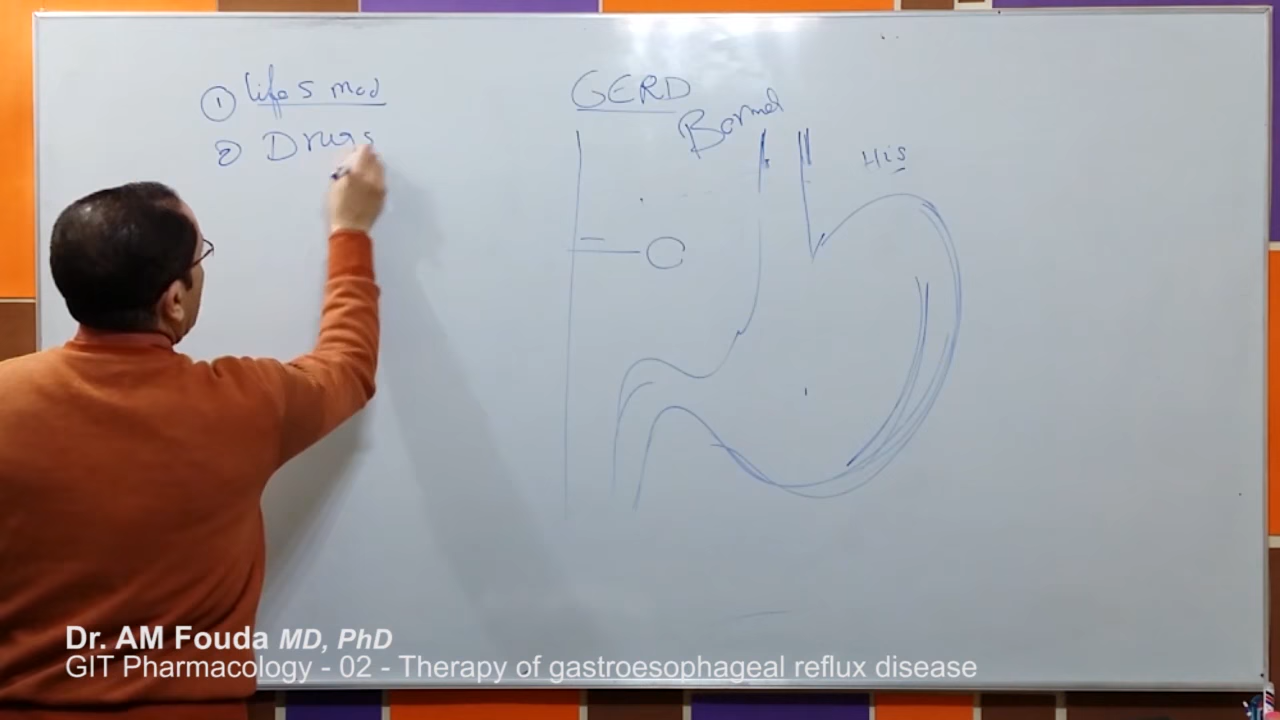 ① life s mod
② Drugs
GERD
Bormal
His
Dr. AM Fouda MD, PhD
GIT Pharmacology - 02 - Therapy of gastroesophageal reflux disease